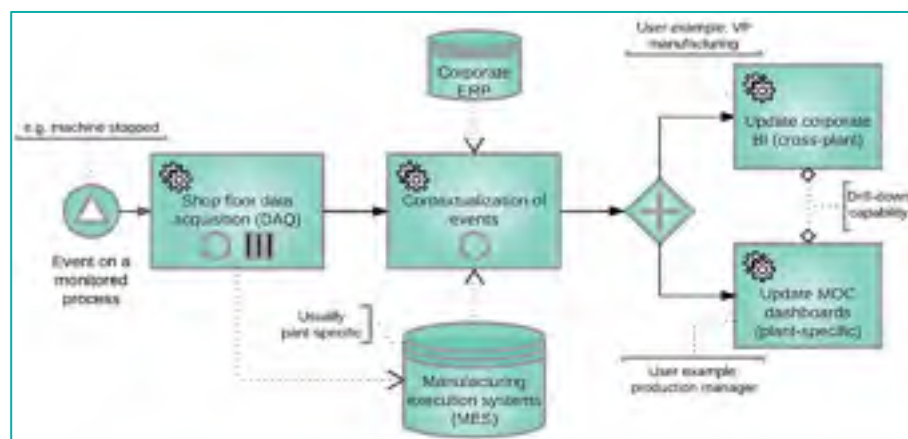 User example: VP
manufacturing
Corporate
ERP
e.g. machine stopped
Update corporate
BI (cross-plant)
Shop floor data
acquisition (DAQ)
Contextualization of
events
Drill-down
capability
Event on a
monitored
process
Usually
pant specific
Update MOC
dashboards
(plant-specific)
User example:
production manager
Manufacturing
execution systems
(MES)